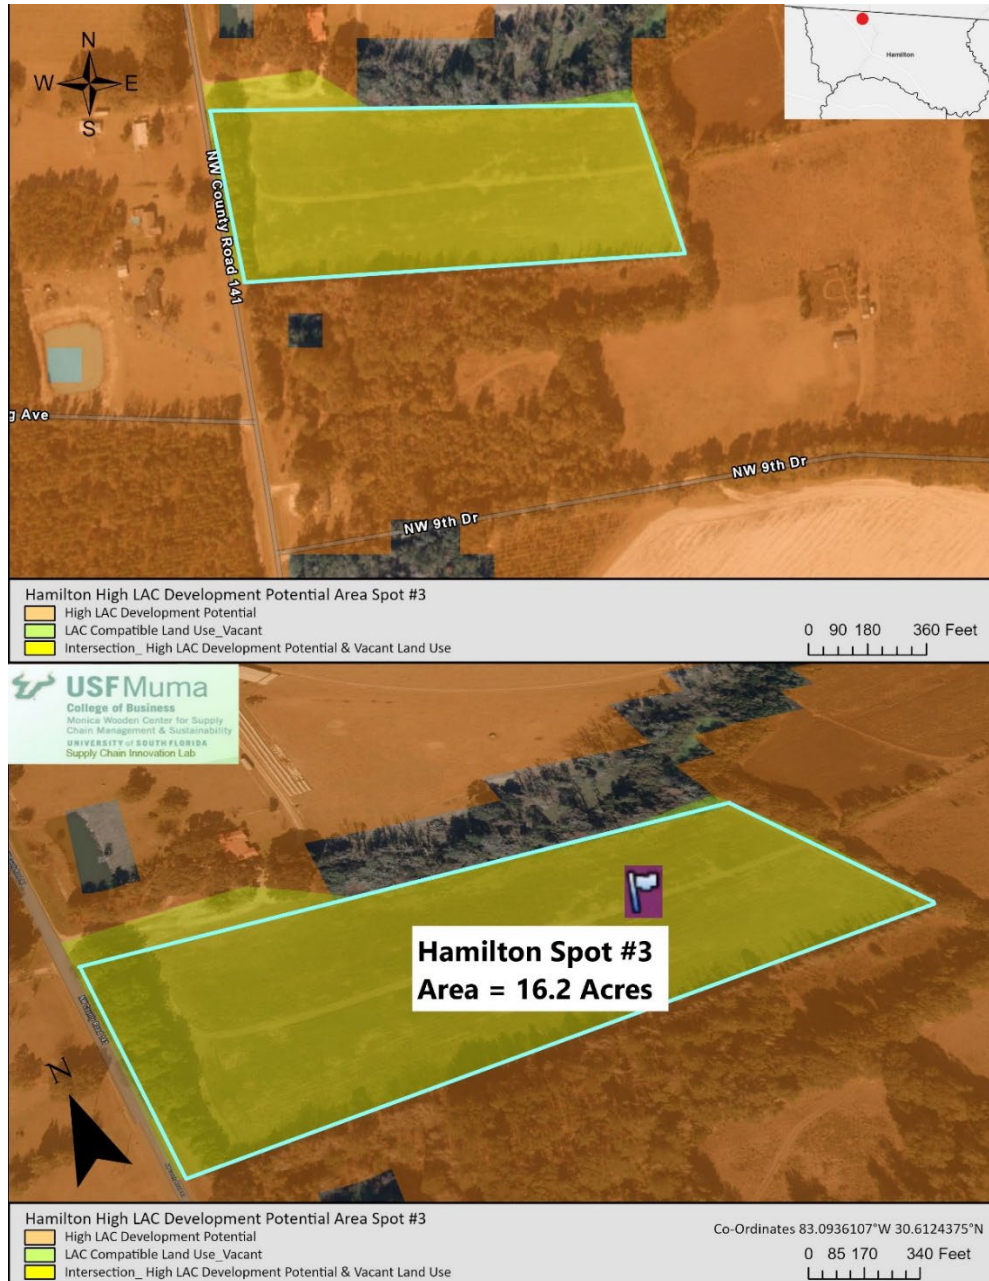 N
W E
S
Hamilton
NW County Road 141
g Ave
NW 9th Dr
NW 9th Dr
Hamilton High LAC Development Potential Area Spot #3
High LAC Development Potential
LAC Compatible Land Use_Vacant
Intersection_ High LAC Development Potential & Vacant Land Use
0 90 180 360 Feet
USF Muma
College of Business
Monica Wooden Center for Supply
Chain Management & Sustainability
UNIVERSITY of SOUTH FLORIDA
Supply Chain Innovation Lab
Hamilton Spot #3
Area = 16.2 Acres
N
Hamilton High LAC Development Potential Area Spot #3
High LAC Development Potential
LAC Compatible Land Use_Vacant
Intersection_ High LAC Development Potential & Vacant Land Use
Co-Ordinates 83.0936107°W 30.6124375°N
0 85 170 340 Feet